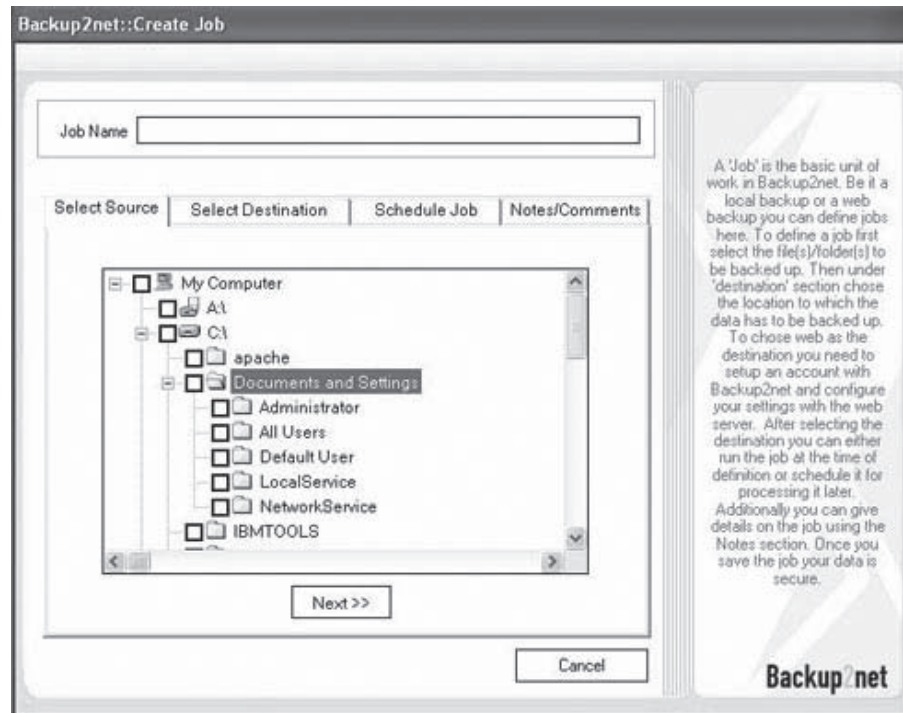 Backup2net::Create Job
Job Name
Select Source
Select Destination
Schedule Job
Notes/Comments
My Computer
A:\
C:\
apache
Documents and Settings
Administrator
All Users
Default User
LocalService
NetworkService
IBMTOOLS
Next >>
Cancel
A 'Job' is the basic unit of
work in Backup2net. Be it a
local backup or a web
backup you can define jobs
here. To define a job first
select the file(s)/folder(s) to
be backed up. Then under
'destination' section chose
the location to which the
data has to be backed up.
To chose web as the
destination you need to
setup an account with
Backup2net and configure
your settings with the web
server. After selecting the
destination you can either
run the job at the time of
definition or schedule it for
processing it later.
Additionally you can give
details on the job using the
Notes section. Once you
save the job your data is
secure.
Backup2net